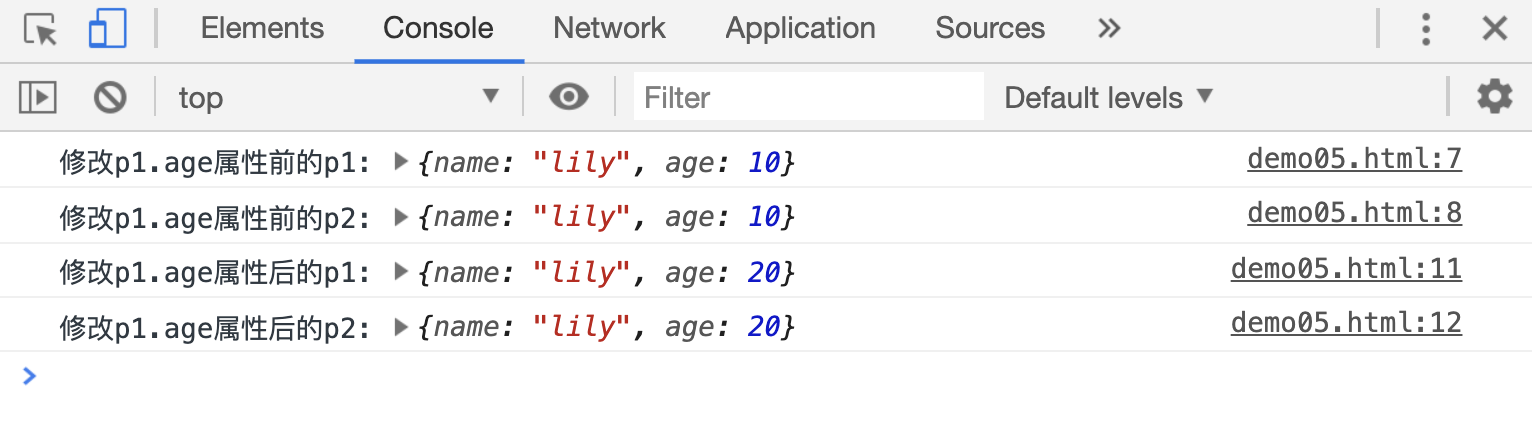 Elements Console Network Application Sources »
top ▼ Filter Default levels ▼
修改p1.age属性前的p1: ▶{name: "lily", age: 10} demo05.html:7
修改p1.age属性前的p2: ▶{name: "lily", age: 10} demo05.html:8
修改p1.age属性后的p1: ▶{name: "lily", age: 20} demo05.html:11
修改p1.age属性后的p2: ▶{name: "lily", age: 20} demo05.html:12